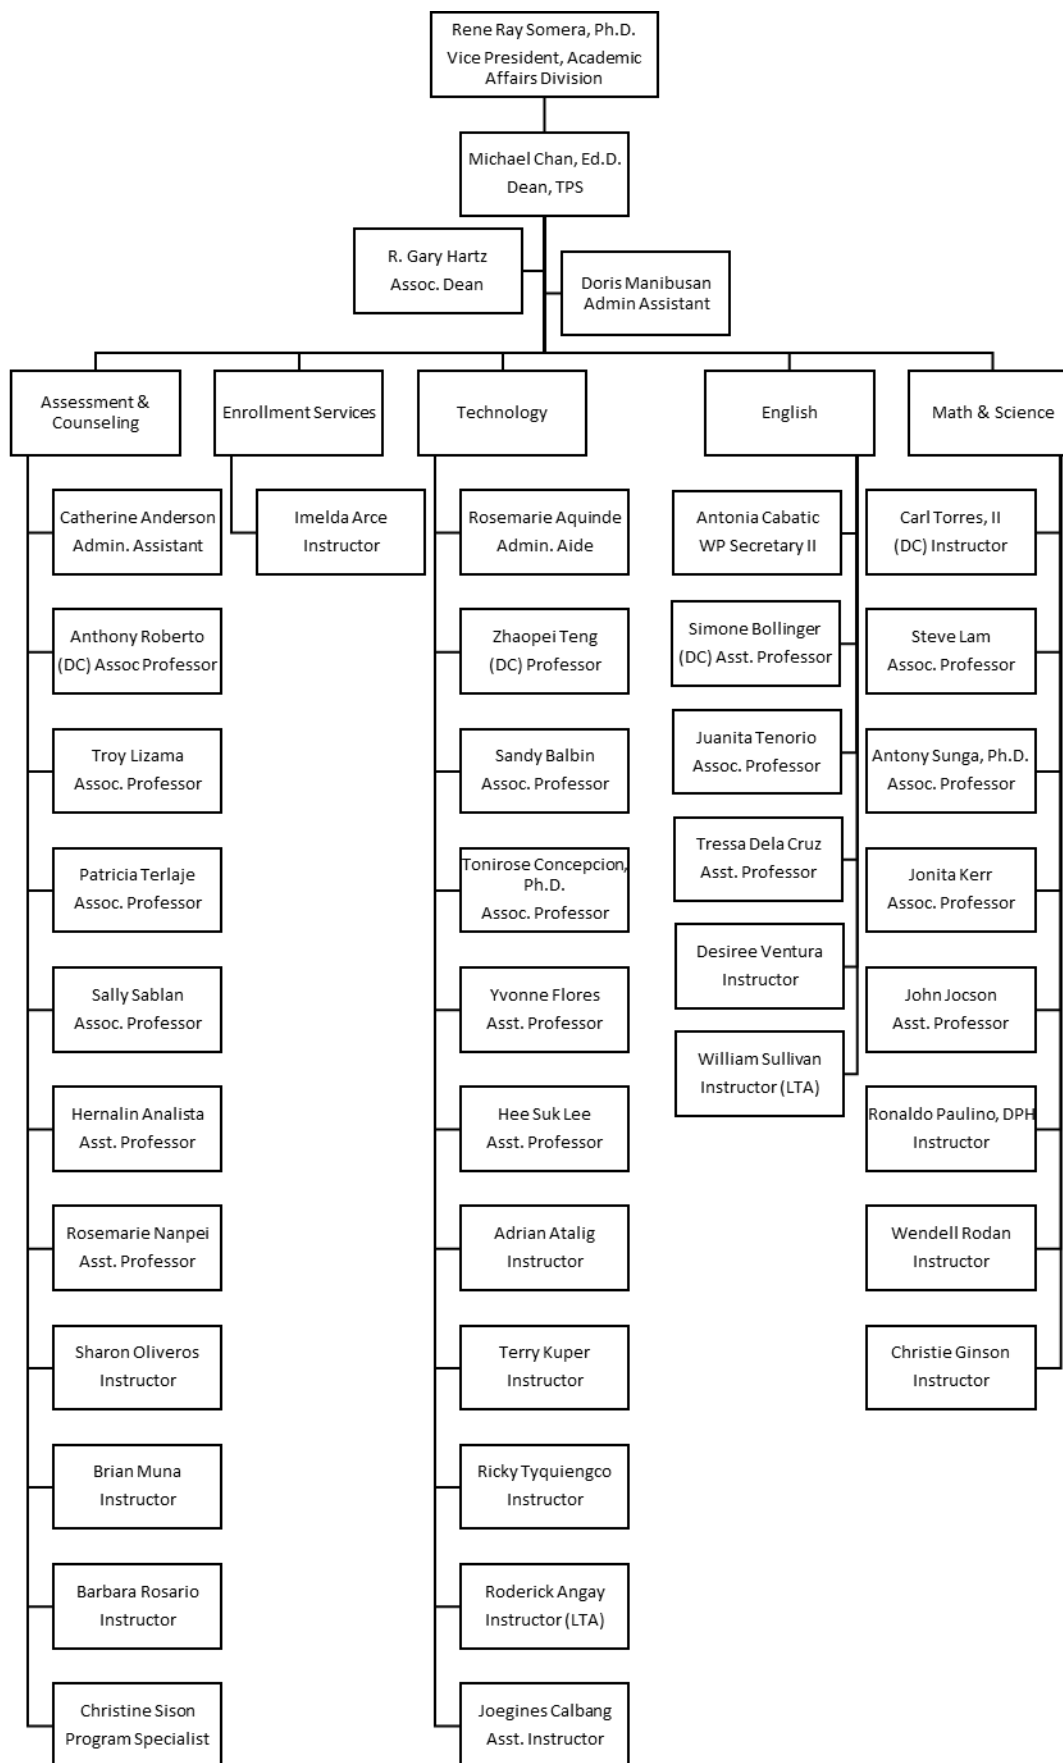 Rene Ray Somera, Ph.D.
Vice President, Academic
Affairs Division
Michael Chan, Ed.D.
Dean, TPS
R. Gary Hartz
Assoc. Dean
Doris Manibusan
Admin Assistant
Assessment &
Counseling
Enrollment Services
Technology
English
Math & Science
Catherine Anderson
Admin. Assistant
Anthony Roberto
(DC) Assoc Professor
Troy Lizama
Assoc. Professor
Patricia Terlaje
Assoc. Professor
Sally Sablan
Assoc. Professor
Hernalin Analista
Asst. Professor
Rosemarie Nanpei
Asst. Professor
Sharon Oliveros
Instructor
Brian Muna
Instructor
Barbara Rosario
Instructor
Christine Sison
Program Specialist
Imelda Arce
Instructor
Rosemarie Aquinde
Admin. Aide
Zhaopei Teng
(DC) Professor
Sandy Balbin
Assoc. Professor
Tonirose Concepcion,
Ph.D.
Assoc. Professor
Yvonne Flores
Asst. Professor
Hee Suk Lee
Asst. Professor
Adrian Atalig
Instructor
Terry Kuper
Instructor
Ricky Tyquiengco
Instructor
Roderick Angay
Instructor (LTA)
Joegines Calbang
Asst. Instructor
Antonia Cabatic
WP Secretary II
Simone Bollinger
(DC) Asst. Professor
Juanita Tenorio
Assoc. Professor
Tressa Dela Cruz
Asst. Professor
Desiree Ventura
Instructor
William Sullivan
Instructor (LTA)
Carl Torres, II
(DC) Instructor
Steve Lam
Assoc. Professor
Antony Sunga, Ph.D.
Assoc. Professor
Jonita Kerr
Assoc. Professor
John Jocson
Asst. Professor
Ronaldo Paulino, DPH
Instructor
Wendell Rodan
Instructor
Christie Ginson
Instructor